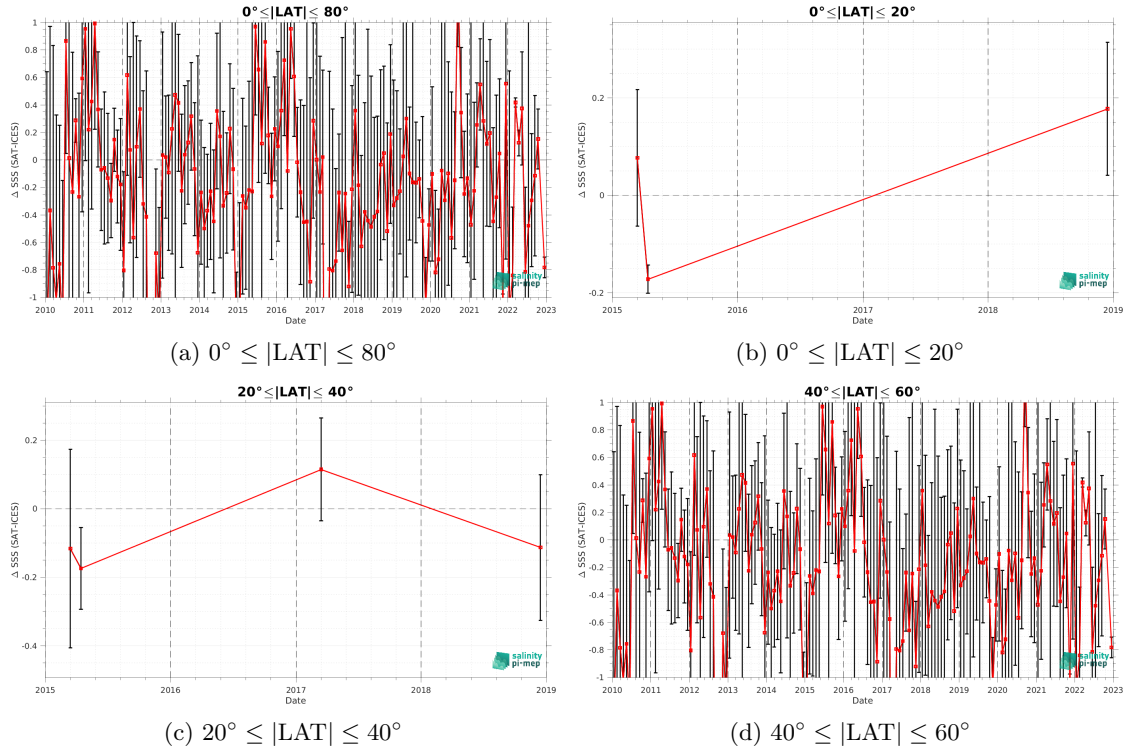 0°≤|LAT|≤ 80°
Δ SSS (SAT-ICES)
1
0.8
0.6
0.4
0.2
0
-0.2
-0.4
-0.6
-0.8
-1
2010 2011 2012 2013 2014 2015 2016 2017 2018 2019 2020 2021 2022 2023
Date
salinity
pi-mep
(a) 0° ≤ |LAT| ≤ 80°
0°≤|LAT|≤ 20°
Δ SSS (SAT-ICES)
0.2
0
-0.2
2015 2016 2017 2018 2019
Date
salinity
pi-mep
(b) 0° ≤ |LAT| ≤ 20°
20°≤|LAT|≤ 40°
Δ SSS (SAT-ICES)
0.2
0
-0.2
-0.4
2015 2016 2017 2018 2019
Date
salinity
pi-mep
(c) 20° ≤ |LAT| ≤ 40°
40°≤|LAT|≤ 60°
Δ SSS (SAT-ICES)
1
0.8
0.6
0.4
0.2
0
-0.2
-0.4
-0.6
-0.8
-1
2010 2011 2012 2013 2014 2015 2016 2017 2018 2019 2020 2021 2022 2023
Date
salinity
pi-mep
(d) 40° ≤ |LAT| ≤ 60°